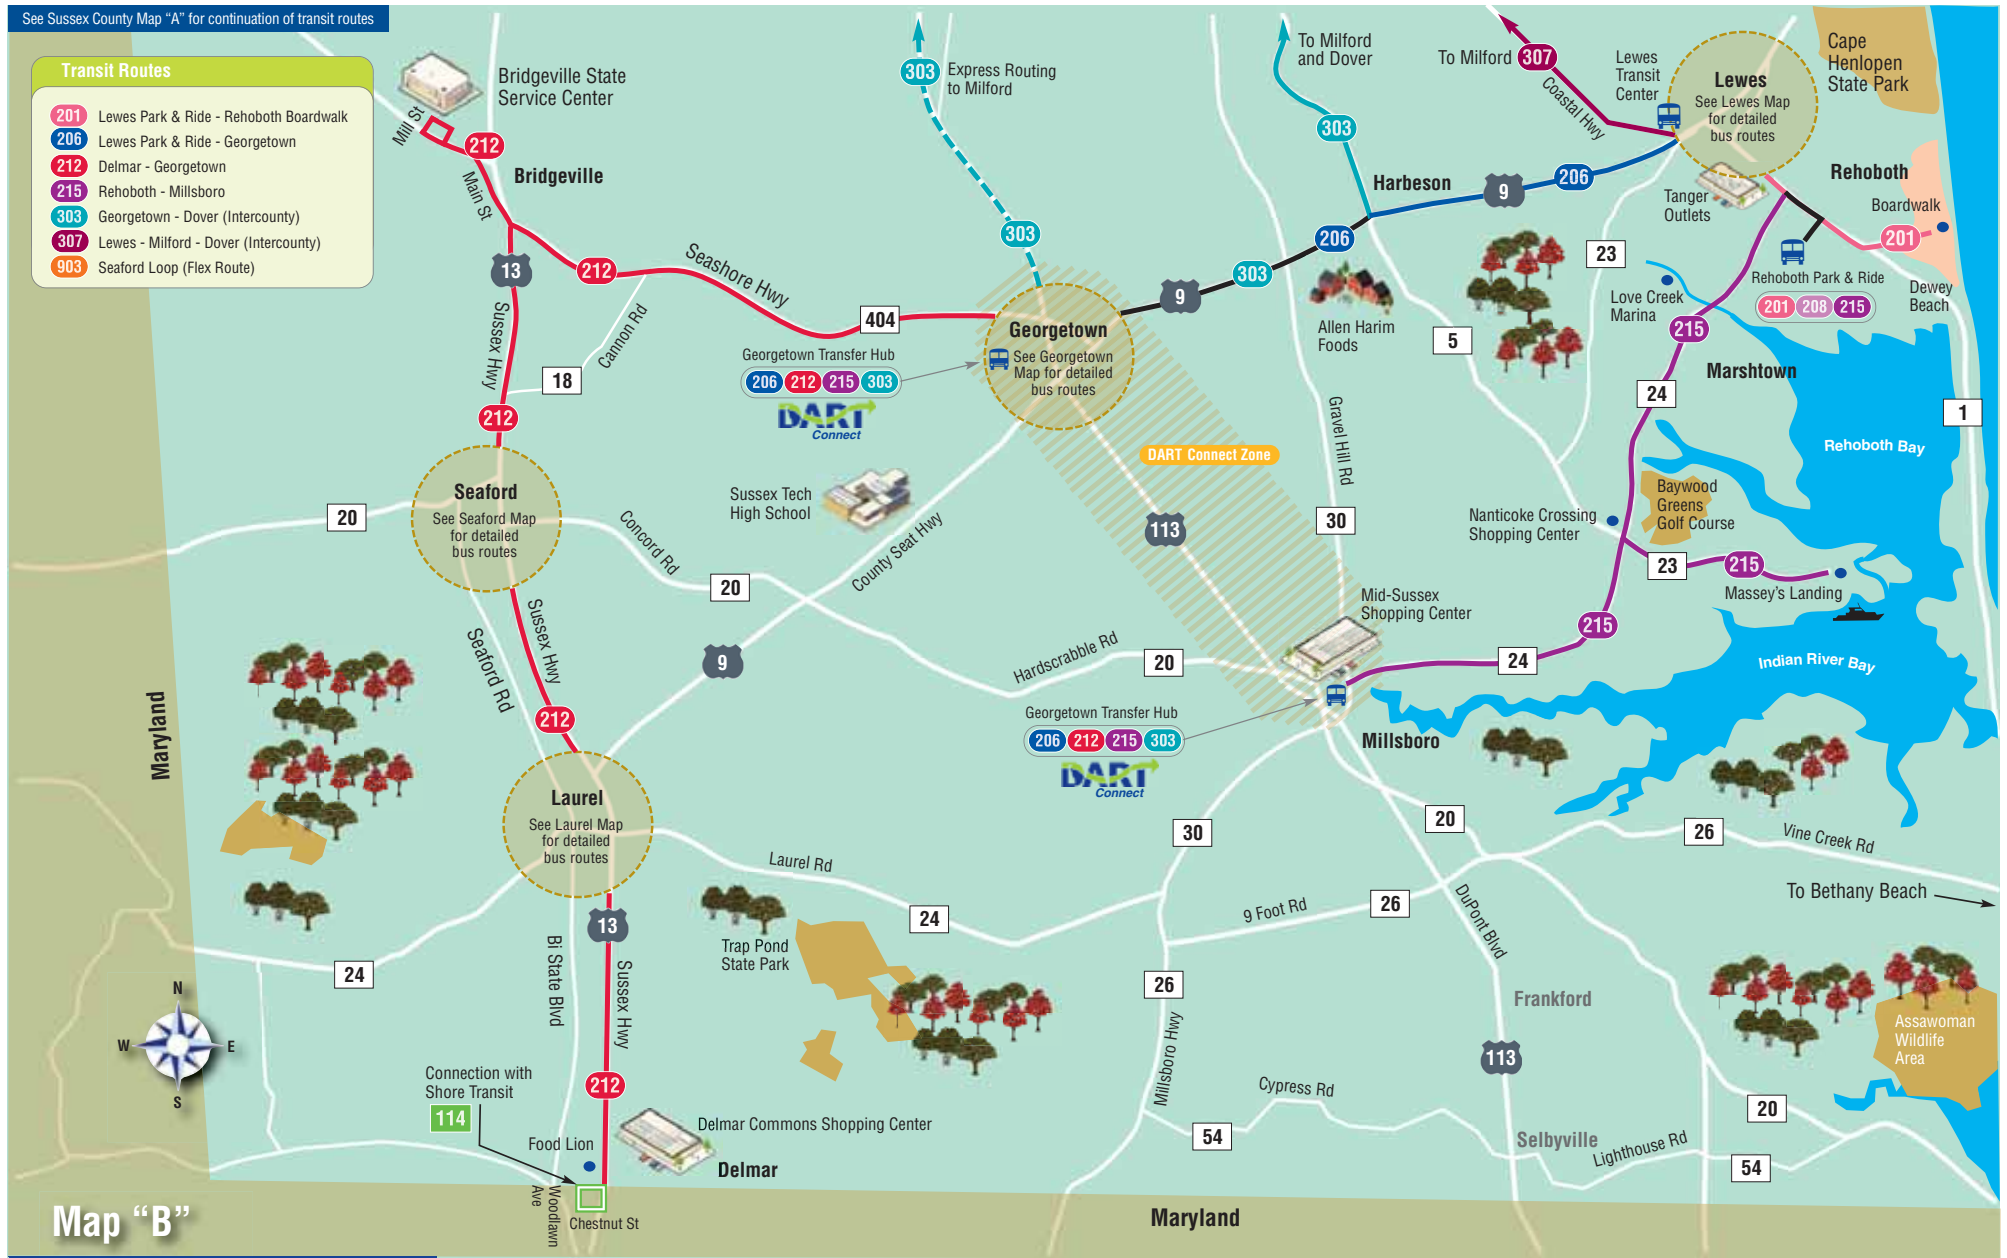 See Sussex County Map "A" for continuation of transit routes
Transit Routes
201 Lewes Park & Ride - Rehoboth Boardwalk
206 Lewes Park & Ride - Georgetown
212 Delmar - Georgetown
215 Rehoboth - Millsboro
303 Georgetown - Dover (Intercounty)
307 Lewes - Milford - Dover (Intercounty)
903 Seaford Loop (Flex Route)
Bridgeville State
Service Center
Mill St
212
Bridgeville
Main St
13
212
Seashore Hwy
Sussex Hwy
Cannon Rd
18
404
212
303
Express Routing
to Milford
303
To Milford
and Dover
303
To Milford
307
Coastal Hwy
Lewes
Transit
Center
Lewes
See Lewes Map
for detailed
bus routes
Cape
Henlopen
State Park
Harbeson
9
206
206
303
9
Tanger
Outlets
Rehoboth
Boardwalk
201
Rehoboth Park & Ride
201 208 215
Dewey
Beach
23
Love Creek
Marina
215
Marshtown
24
1
Rehoboth Bay
Allen Harim
Foods
5
Georgetown
See Georgetown
Map for detailed
bus routes
Georgetown Transfer Hub
206 212 215 303
DART
Connect
DART Connect Zone
Gravel Hill Rd
30
113
Seaford
See Seaford Map
for detailed
bus routes
20
Concord Rd
20
Sussex Tech
High School
County Seat Hwy
9
Hardscrabble Rd
20
Nanticoke Crossing
Shopping Center
Baywood
Greens
Golf Course
23
215
Massey's Landing
215
24
Indian River Bay
Mid-Sussex
Shopping Center
Georgetown Transfer Hub
206 212 215 303
DART
Connect
Millsboro
Sussex Hwy
Seaford Rd
212
Maryland
Laurel
See Laurel Map
for detailed
bus routes
Laurel Rd
24
30
20
26
Vine Creek Rd
To Bethany Beach
9 Foot Rd
26
DuPont Blvd
13
Bi State Blvd
Sussex Hwy
24
Trap Pond
State Park
26
Millsboro Hwy
Frankford
113
Assawoman
Wildlife
Area
N
W
E
S
212
Connection with
Shore Transit
114
Food Lion
Delmar Commons Shopping Center
Delmar
Cypress Rd
54
Selbyville
Lighthouse Rd
20
54
Woodlawn
Ave
Chestnut St
Maryland
Map "B"